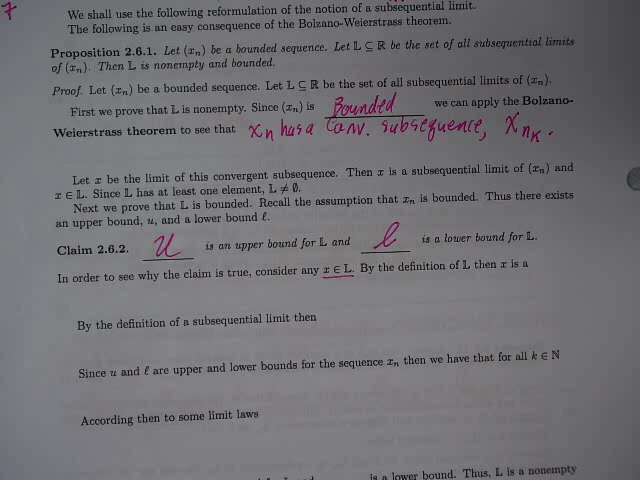 7
We shall use the following reformulation of the notion of a subsequential limit.
The following is an easy consequence of the Bolzano-Weierstrass theorem.
Proposition 2.6.1. Let (xₙ) be a bounded sequence. Let 𝕃 ⊆ ℝ be the set of all subsequential limits
of (xₙ). Then 𝕃 is nonempty and bounded.
Proof. Let (xₙ) be a bounded sequence. Let 𝕃 ⊆ ℝ be the set of all subsequential limits of (xₙ).
First we prove that 𝕃 is nonempty. Since (xₙ) is Bounded we can apply the Bolzano-
Weierstrass theorem to see that xₙ has a Conv. subsequence, Xₙₖ.
Let x be the limit of this convergent subsequence. Then x is a subsequential limit of (xₙ) and
x ∈ 𝕃. Since 𝕃 has at least one element, 𝕃 ≠ ∅.
Next we prove that 𝕃 is bounded. Recall the assumption that xₙ is bounded. Thus there exists
an upper bound, u, and a lower bound ℓ.
Claim 2.6.2. U is an upper bound for 𝕃 and l is a lower bound for 𝕃.
In order to see why the claim is true, consider any x ∈ 𝕃. By the definition of 𝕃 then x is a
By the definition of a subsequential limit then
Since u and ℓ are upper and lower bounds for the sequence xₙ then we have that for all k ∈ ℕ
According then to some limit laws
is a lower bound. Thus, 𝕃 is a nonempty